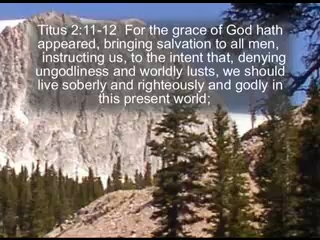 Titus 2:11-12  For the grace of God hath
appeared, bringing salvation to all men,
instructing us, to the intent that, denying
ungodliness and worldly lusts, we should
live soberly and righteously and godly in
this present world;